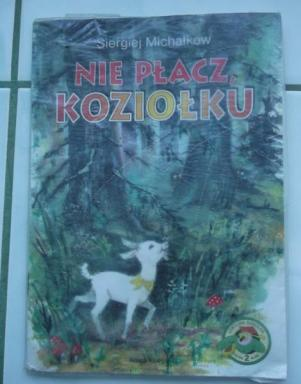 Siergiej Michałkow
NIE PŁACZ,
KOZIOŁKU